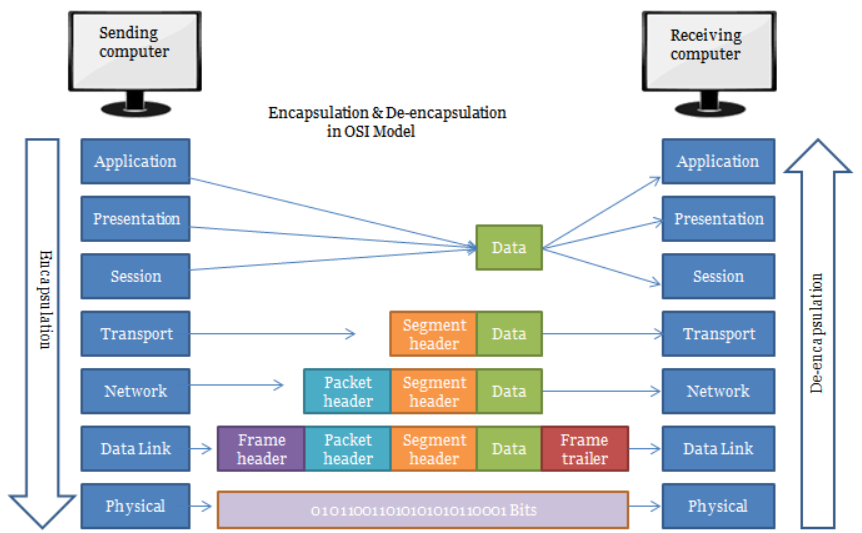 Sending
computer
Receiving
computer
Encapsulation & De-encapsulation
in OSI Model
Application
Application
Presentation
Presentation
Data
Session
Session
Encapsulation
De-encapsulation
Transport
Segment
header
Data
Transport
Network
Packet
header
Segment
header
Data
Network
Data Link
Frame
header
Packet
header
Segment
header
Data
Frame
trailer
Data Link
Physical
0101100110101010110001 Bits
Physical